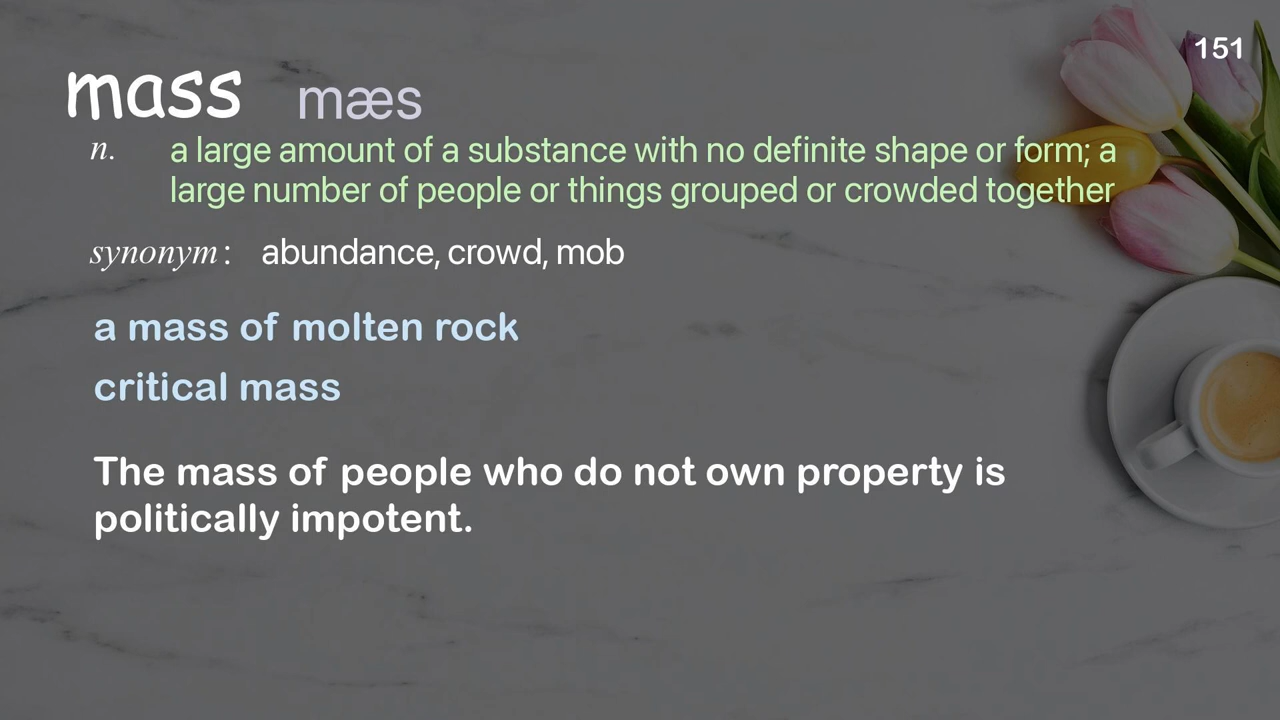 151
mass mæs
n. a large amount of a substance with no definite shape or form; a
large number of people or things grouped or crowded together
synonym: abundance, crowd, mob
a mass of molten rock
critical mass
The mass of people who do not own property is
politically impotent.